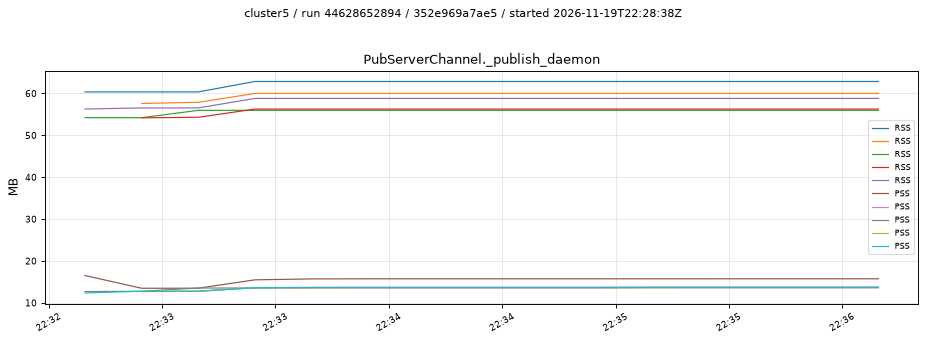 cluster5 / run 44628652894 / 352e969a7ae5 / started 2026-11-19T22:28:38Z
PubServerChannel._publish_daemon
MB
60
50
40
30
20
10
RSS
RSS
RSS
RSS
RSS
PSS
PSS
PSS
PSS
PSS
22:32
22:33
22:33
22:34
22:34
22:35
22:35
22:36